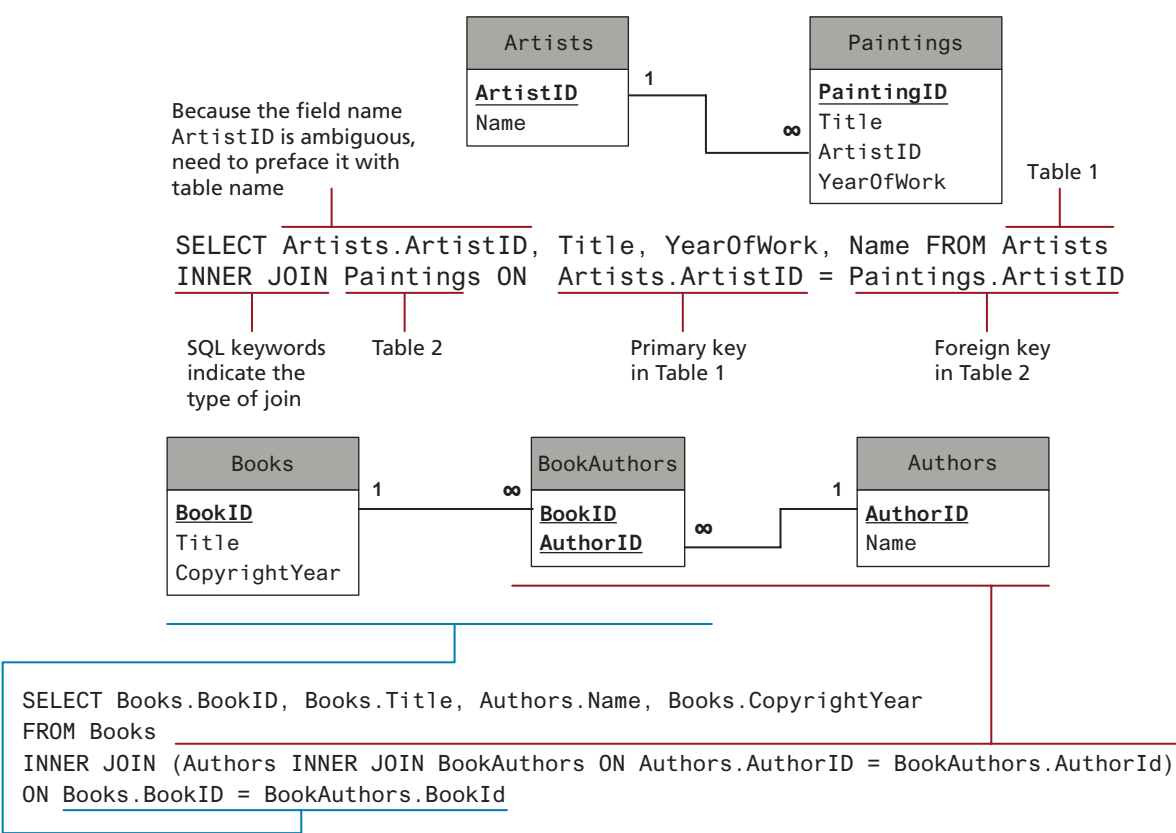 Artists
ArtistID
Name
1
∞
Paintings
PaintingID
Title
ArtistID
YearOfWork
Because the field name
ArtistID is ambiguous,
need to preface it with
table name
Table 1
SELECT Artists.ArtistID, Title, YearOfWork, Name FROM Artists
INNER JOIN Paintings ON Artists.ArtistID = Paintings.ArtistID
SQL keywords
indicate the
type of join
Table 2
Primary key
in Table 1
Foreign key
in Table 2
Books
BookID
Title
CopyrightYear
1
∞
BookAuthors
BookID
AuthorID
∞
1
Authors
AuthorID
Name
SELECT Books.BookID, Books.Title, Authors.Name, Books.CopyrightYear
FROM Books
INNER JOIN (Authors INNER JOIN BookAuthors ON Authors.AuthorID = BookAuthors.AuthorId)
ON Books.BookID = BookAuthors.BookId